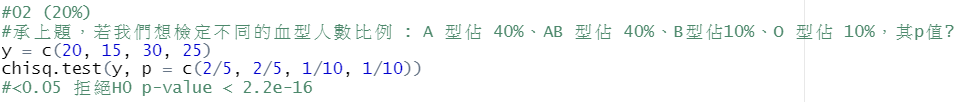 #02 (20%)
#承上題，若我們想檢定不同的血型人數比例 : A 型佔 40%、AB 型佔 40%、B型佔10%、O 型佔 10%，其p值?
y = c(20, 15, 30, 25)
chisq.test(y, p = c(2/5, 2/5, 1/10, 1/10))
#<0.05 拒絕H0 p-value < 2.2e-16